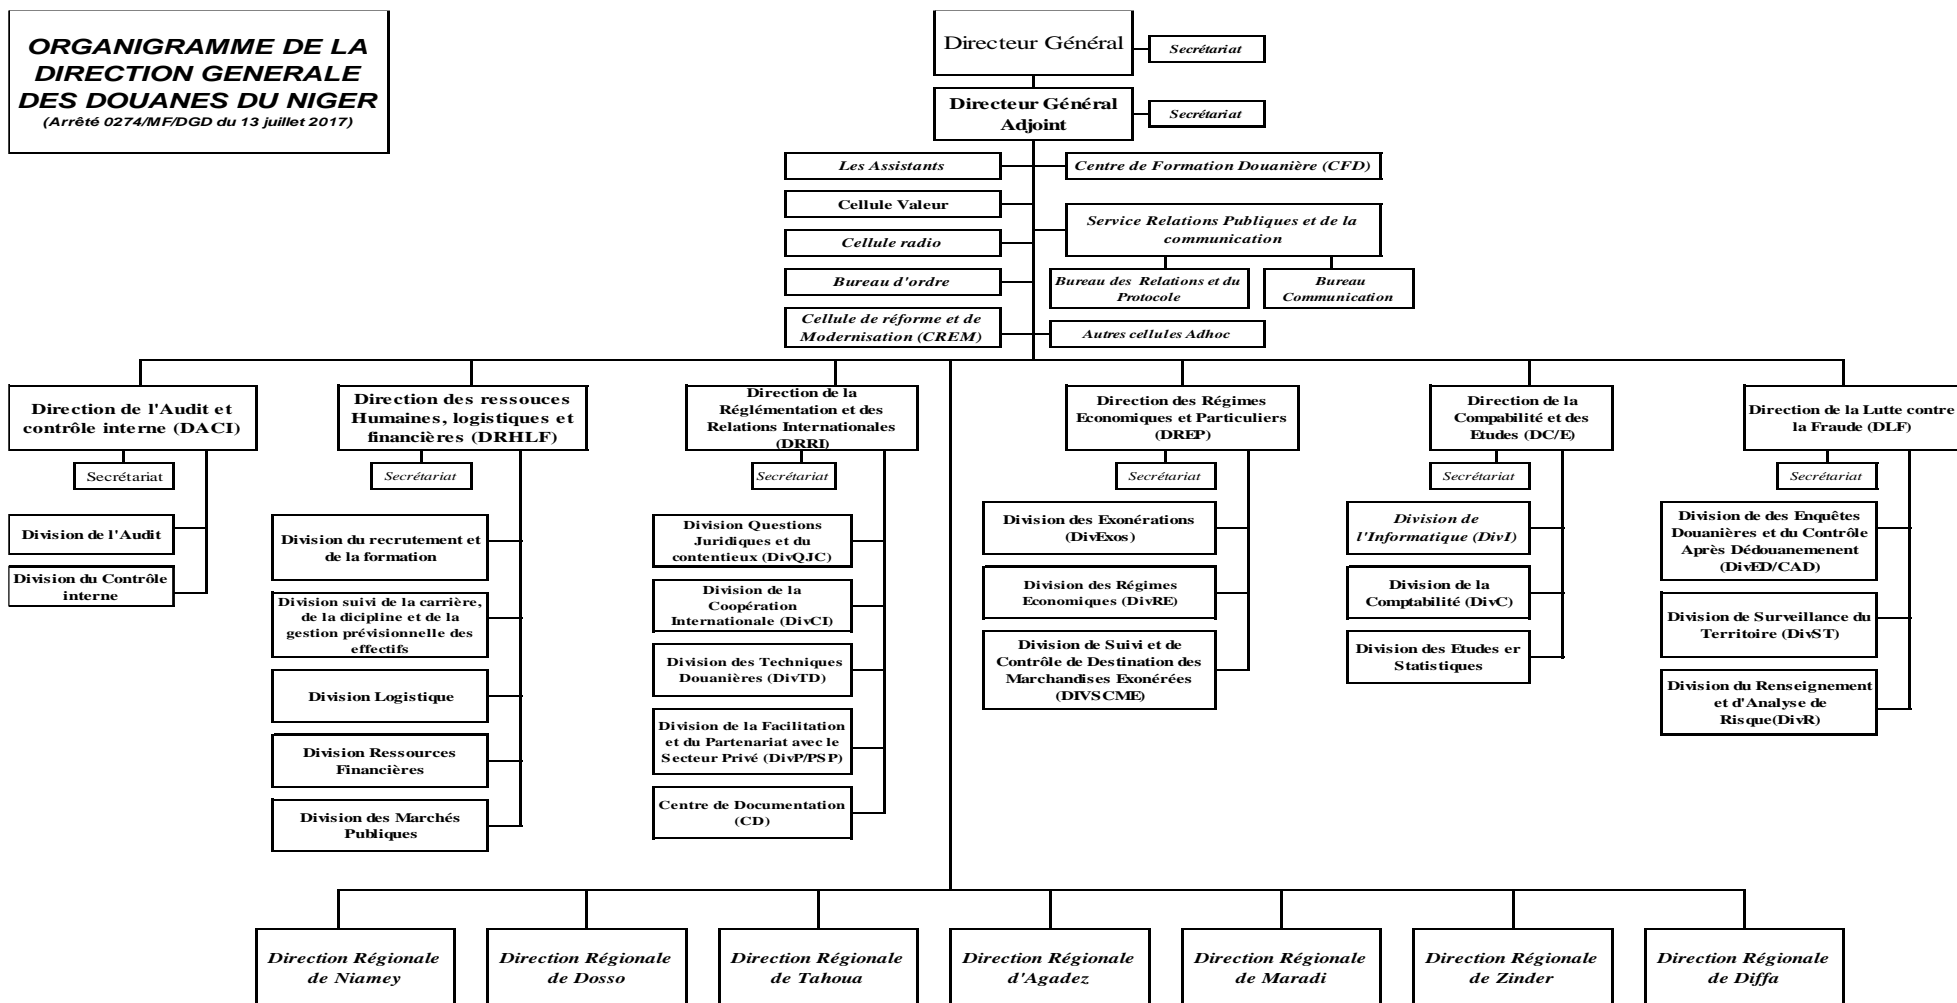 ORGANIGRAMME DE LA
DIRECTION GENERALE
DES DOUANES DU NIGER
(Arrêté 0274/MF/DGD du 13 juillet 2017)
Directeur Général
Secrétariat
Directeur Général
Adjoint
Secrétariat
Les Assistants
Centre de Formation Douanière (CFD)
Cellule Valeur
Service Relations Publiques et de la
communication
Cellule radio
Bureau d'ordre
Bureau des Relations et du
Protocole
Bureau
Communication
Cellule de réforme et de
Modernisation (CREM)
Autres cellules Adhoc
Direction de l'Audit et
contrôle interne (DACI)
Secrétariat
Division de l'Audit
Division du Contrôle
interne
Direction des ressouces
Humaines, logistiques et
financières (DRHLF)
Secrétariat
Division du recrutement et
de la formation
Division suivi de la carrière,
de la dicipline et de la
gestion prévisionnelle des
effectifs
Division Logistique
Division Ressources
Financières
Division des Marchés
Publiques
Direction de la
Réglémentation et des
Relations Internationales
(DRRI)
Secrétariat
Division Questions
Juridiques et du
contentieux (DivQJC)
Division de la
Coopération
Internationale (DivCI)
Division des Techniques
Douanières (DivTD)
Division de la Facilitation
et du Partenariat avec le
Secteur Privé (DivP/PSP)
Centre de Documentation
(CD)
Direction des Régimes
Economiques et Particuliers
(DREP)
Secrétariat
Division des Exonérations
(DivExos)
Division des Régimes
Economiques (DivRE)
Division de Suivi et de
Contrôle de Destination des
Marchandises Exonérées
(DIVSCME)
Direction de la
Compabilité et des
Etudes (DC/E)
Secrétariat
Division de
l'Informatique (DivI)
Division de la
Comptabilité (DivC)
Division des Etudes er
Statistiques
Direction de la Lutte contre
la Fraude (DLF)
Secrétariat
Division de des Enquêtes
Douanières et du Contrôle
Après Dédouanemenent
(DivED/CAD)
Division de Surveillance du
Territoire (DivST)
Division du Renseignement
et d'Analyse de
Risque(DivR)
Direction Régionale
de Niamey
Direction Régionale
de Dosso
Direction Régionale
de Tahoua
Direction Régionale
d'Agadez
Direction Régionale
de Maradi
Direction Régionale
de Zinder
Direction Régionale
de Diffa